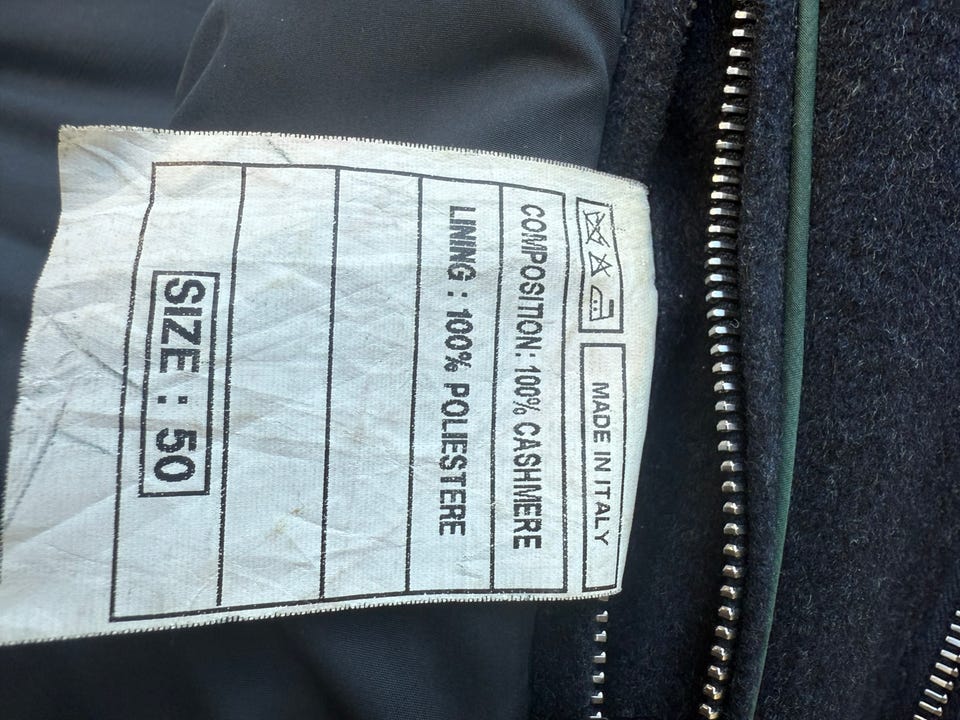 MADE IN ITALY
COMPOSITION: 100% CASHMERE
LINING : 100% POLIESTERE
SIZE : 50